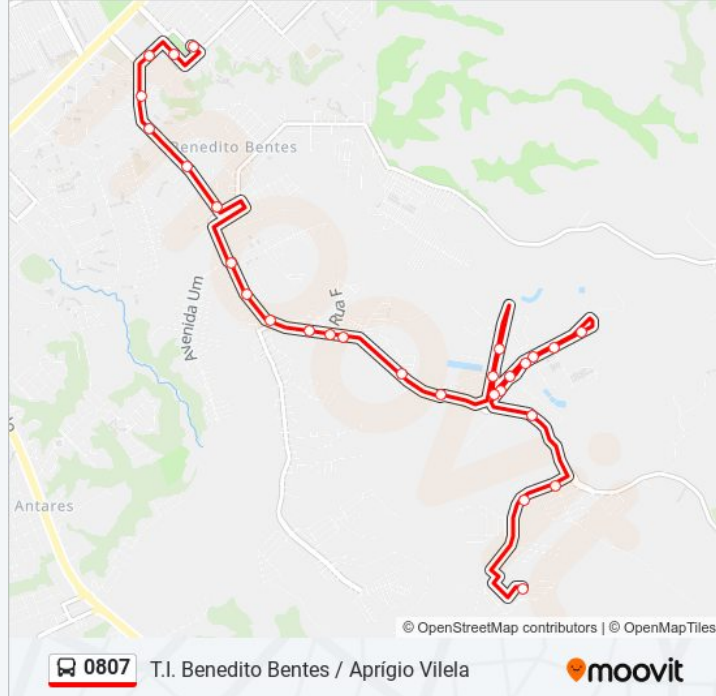 Benedito Bentes
Avenida Um
Rua F
Antares
© OpenStreetMap contributors | © OpenMapTiles
0807 T.I. Benedito Bentes / Aprígio Vilela
moovit